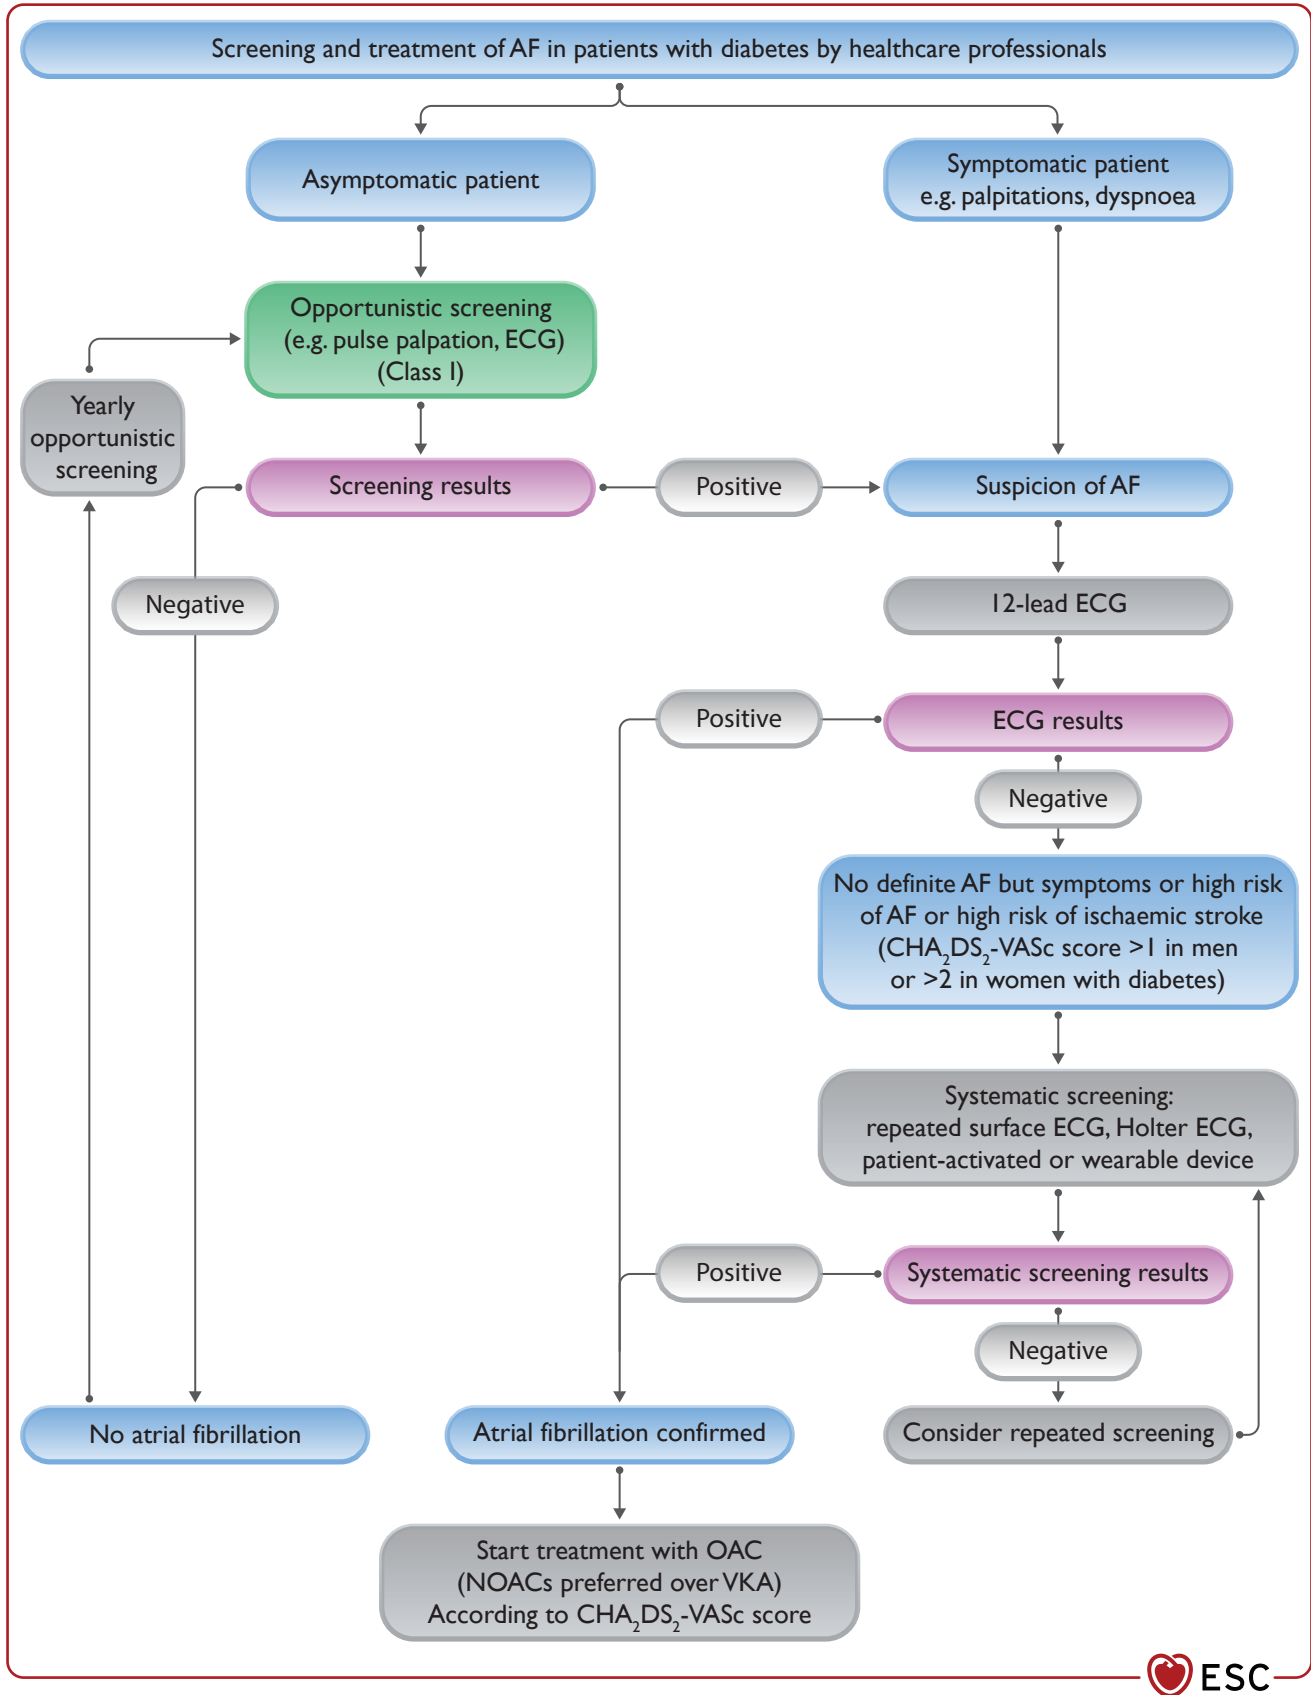 Screening and treatment of AF in patients with diabetes by healthcare professionals
Asymptomatic patient
Symptomatic patient
e.g. palpitations, dyspnoea
Opportunistic screening
(e.g. pulse palpation, ECG)
(Class I)
Yearly
opportunistic
screening
Screening results
Positive
Suspicion of AF
Negative
12-lead ECG
Positive
ECG results
Negative
No definite AF but symptoms or high risk
of AF or high risk of ischaemic stroke
(CHA₂DS₂-VASc score >1 in men
or >2 in women with diabetes)
Systematic screening:
repeated surface ECG, Holter ECG,
patient-activated or wearable device
Positive
Systematic screening results
Negative
No atrial fibrillation
Atrial fibrillation confirmed
Consider repeated screening
Start treatment with OAC
(NOACs preferred over VKA)
According to CHA₂DS₂-VASc score
ESC